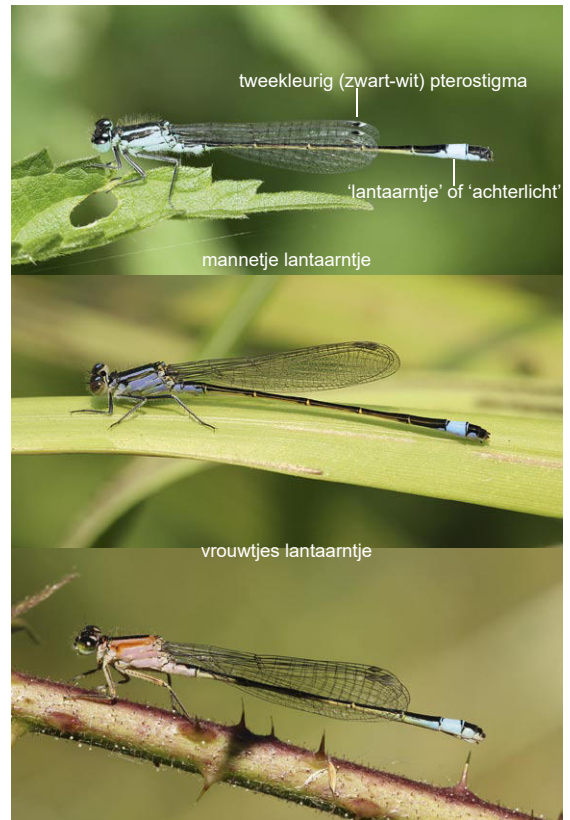 tweekleurig (zwart-wit) pterostigma
‘lantaarntje’ of ‘achterlicht’
mannetje lantaarntje
vrouwtjes lantaarntje